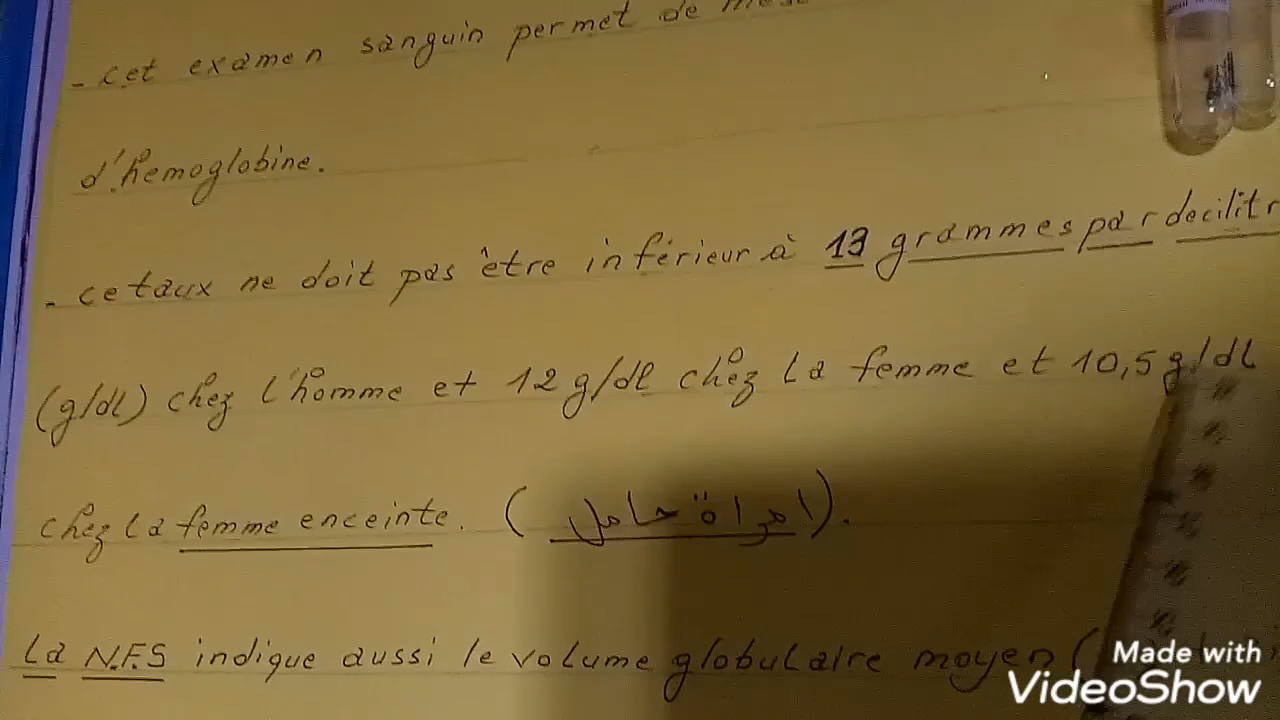 - cet examen sanguin permet de
d'hemoglobine.
- ce taux ne doit pas être inférieur à 13 grammes par decilitr
(g/dl) chez l'homme et 12 g/dl chez la femme et 10,5 g/dl
chez la femme enceinte. (امراة حامل).
La N.F.S indique aussi le volume globulaire moyen (
Made with
VideoShow